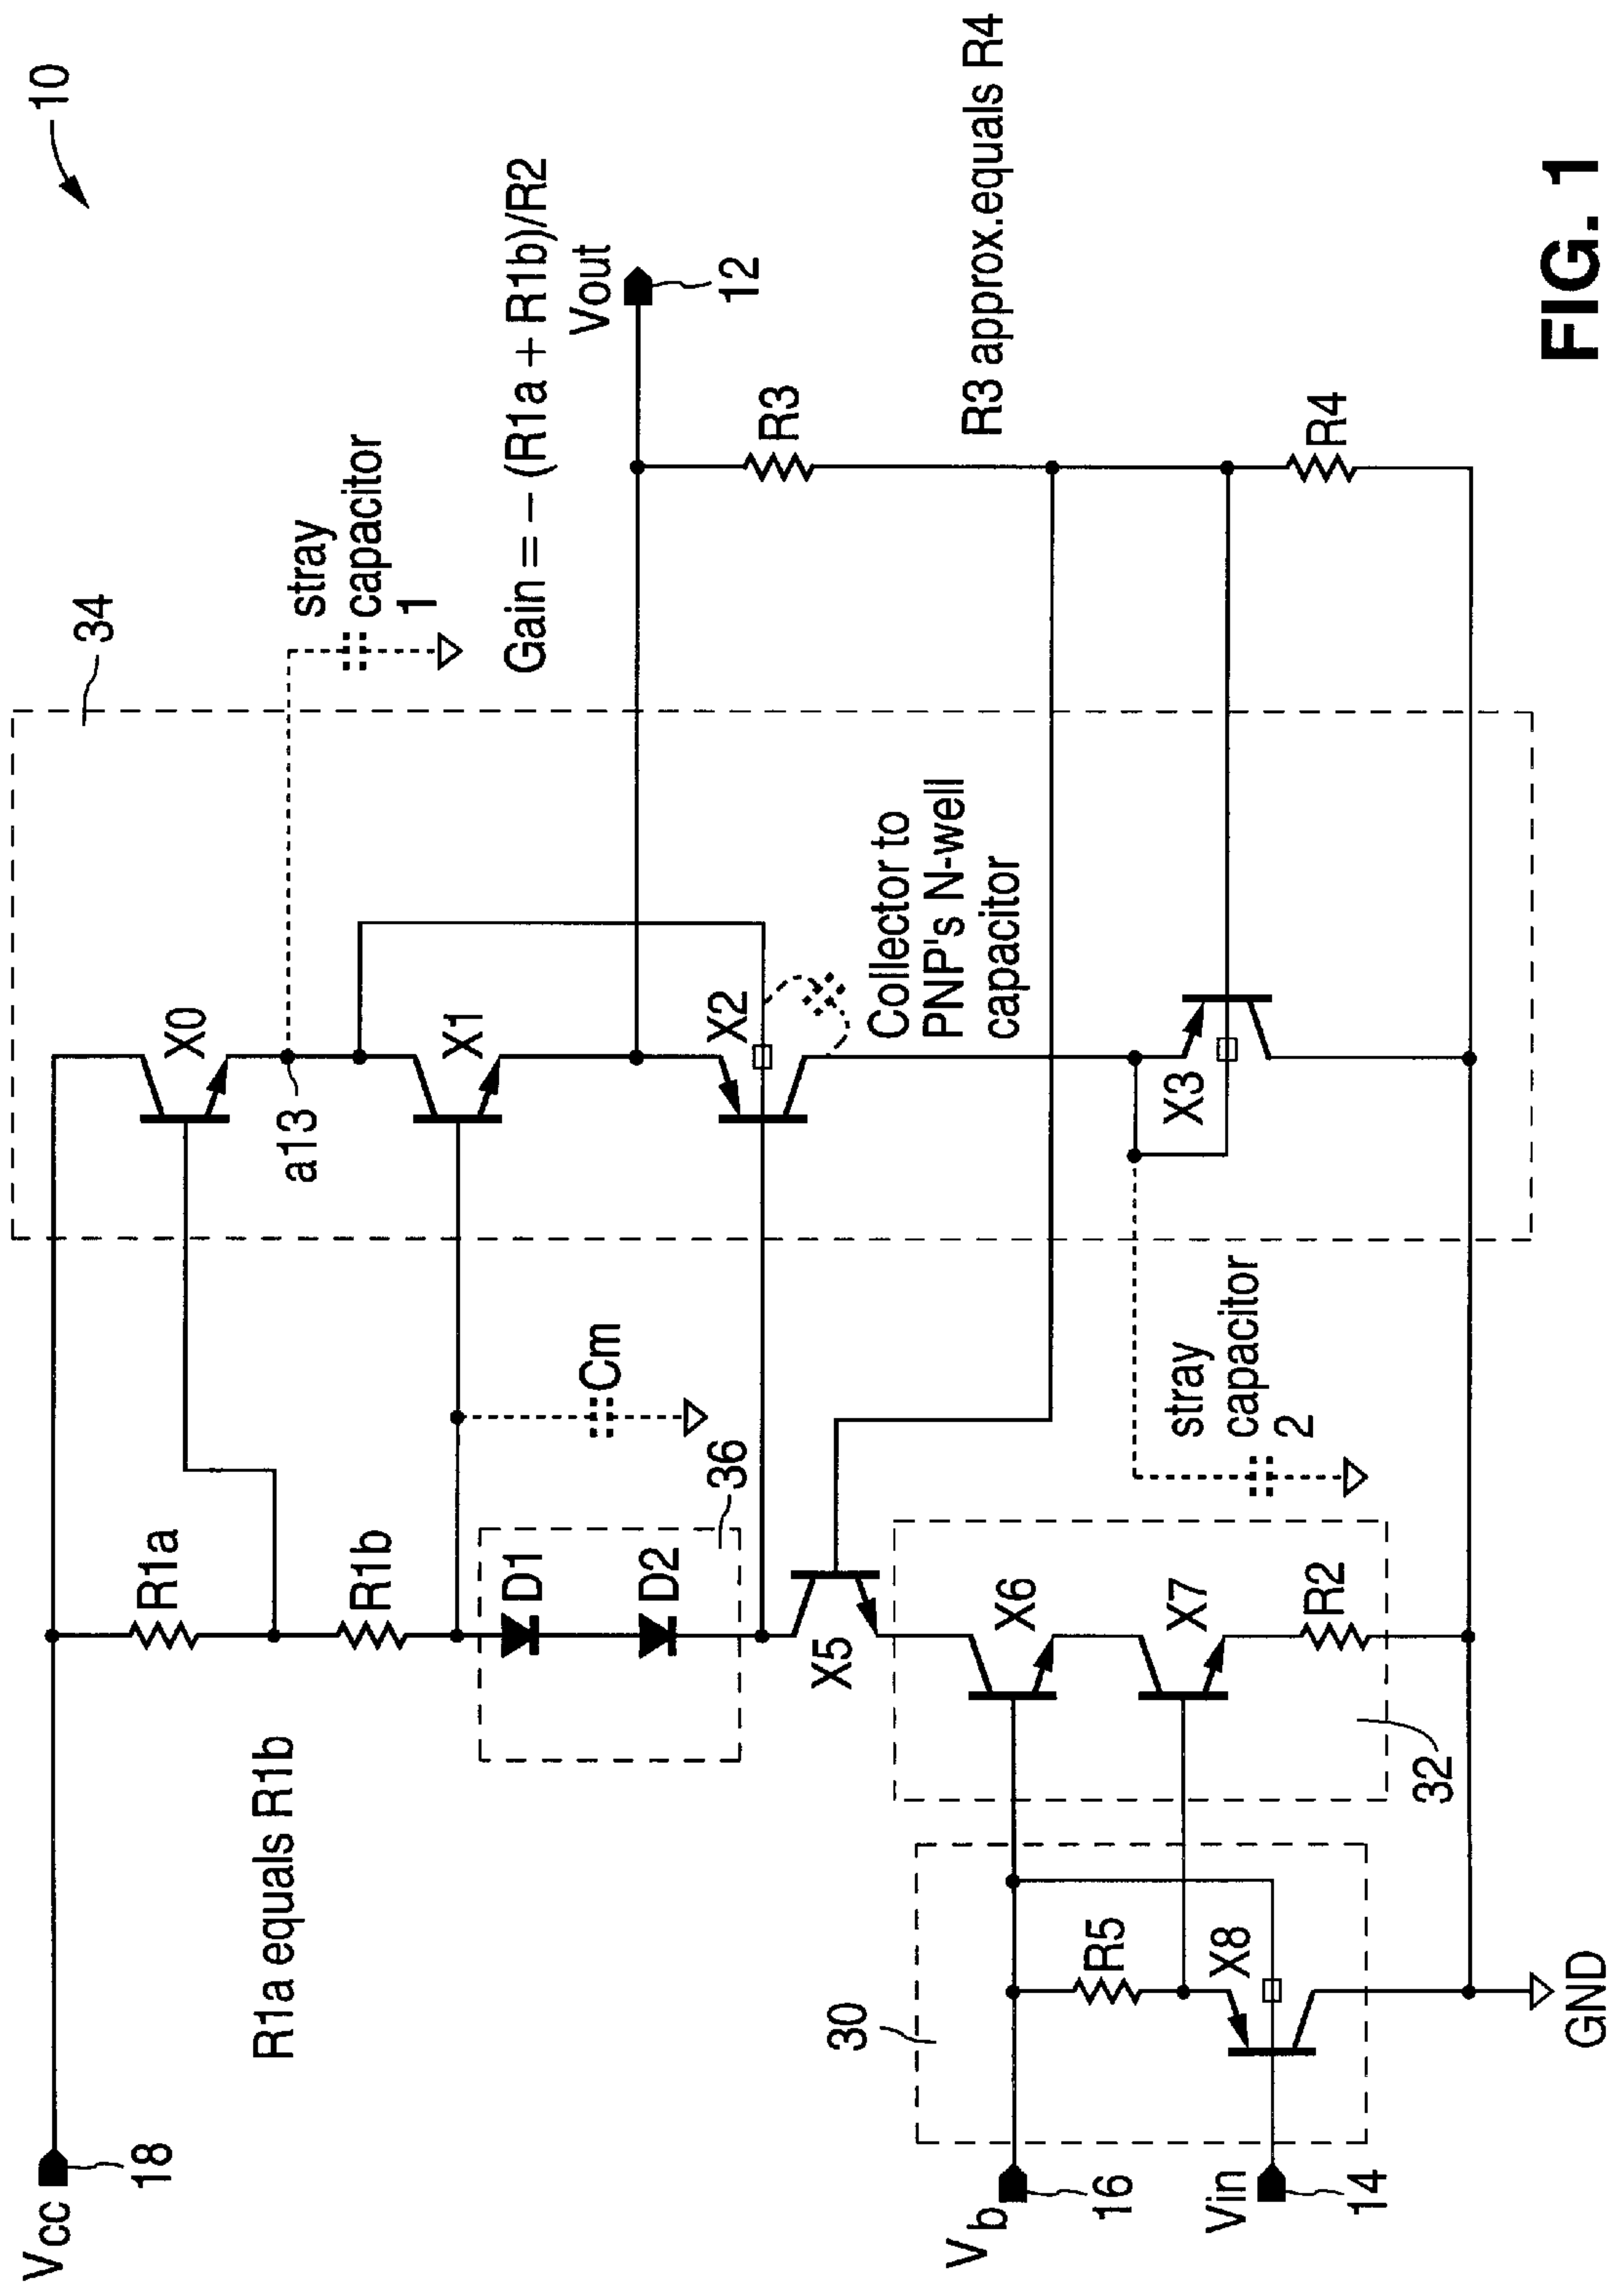 10
34
stray
capacitor
1
Gain = – (R1a + R1b)/R2
Vout
12
R3
R3 approx.equals R4
R4
X0
a13
X1
X2
Collector to
PNP's N-well
capacitor
X3
Cm
stray
capacitor
2
R1a
R1b
36
D1
D2
X5
X6
X7
R2
32
R1a equals R1b
30
R5
X8
Vcc
18
Vb
16
Vin
14
GND
FIG. 1